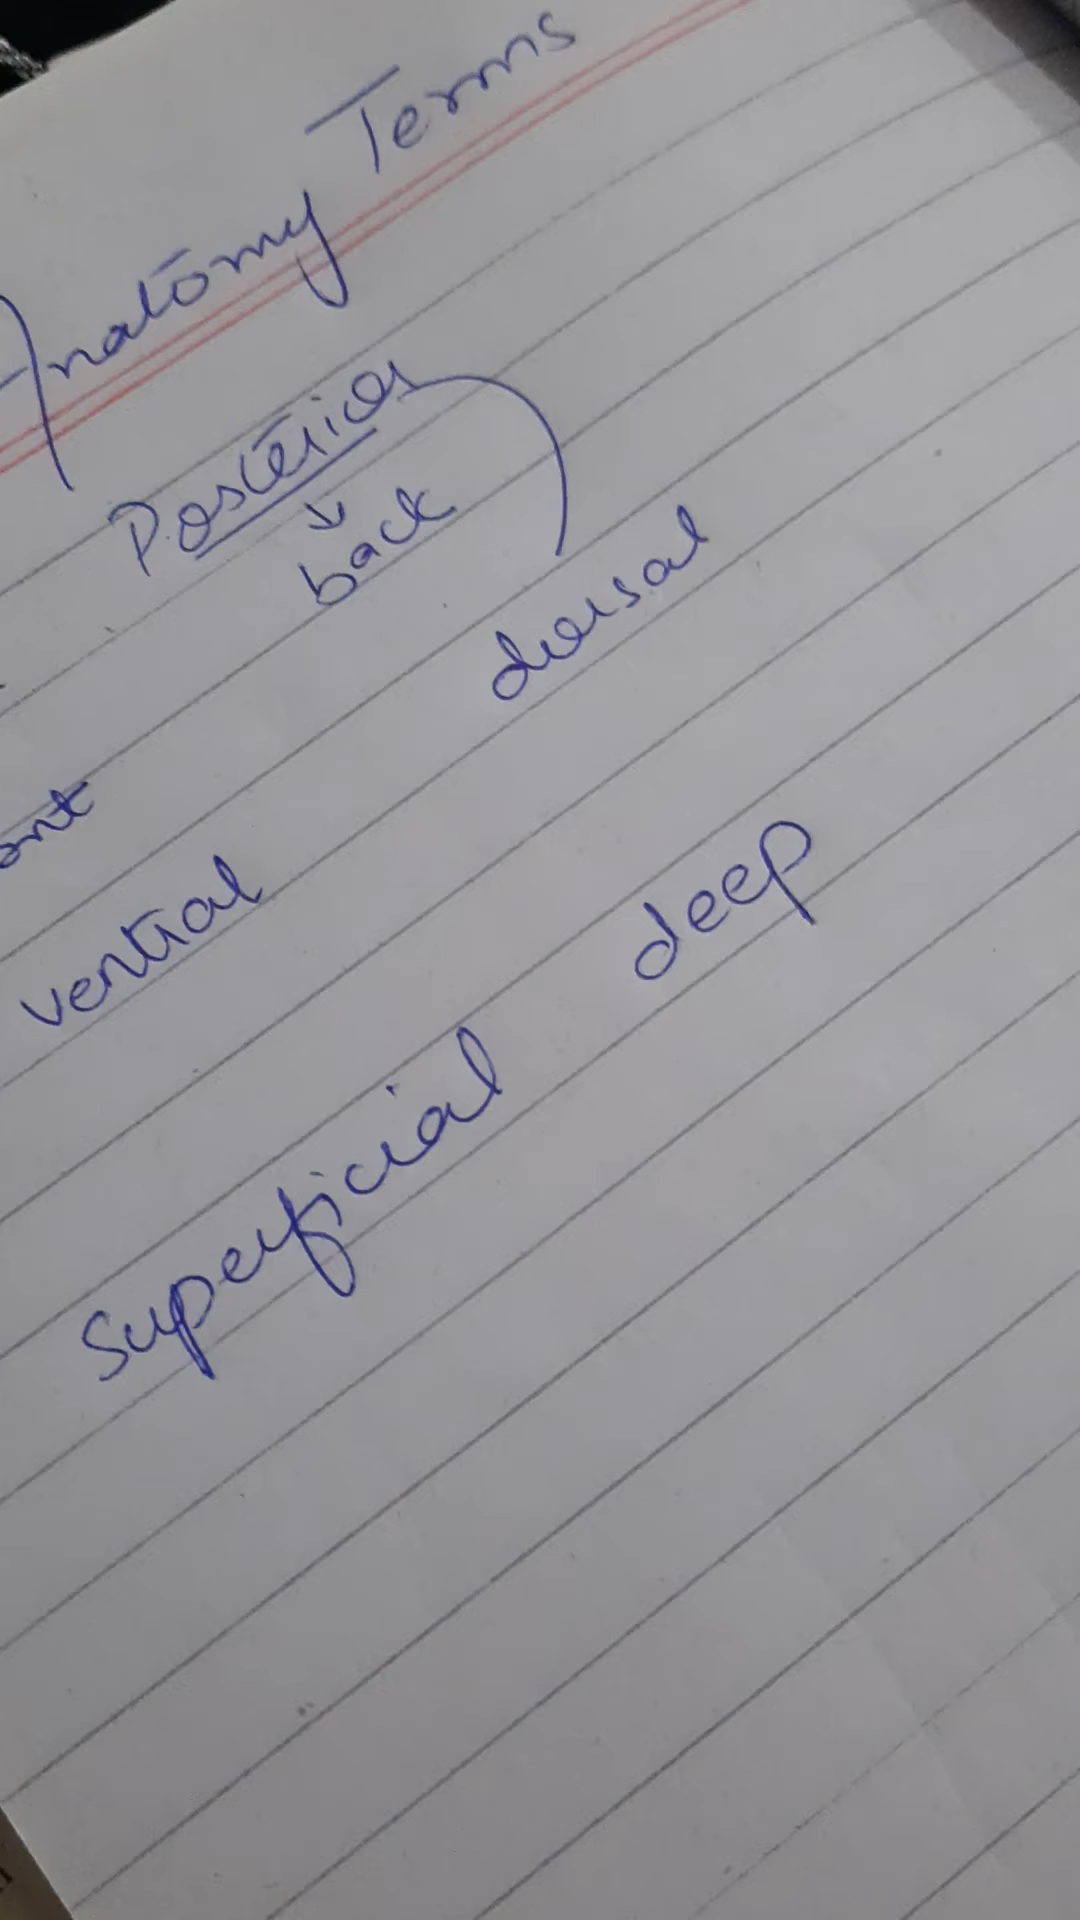 Anatomy Terms
Posterior
back
dorsal
ventral
deep
superficial